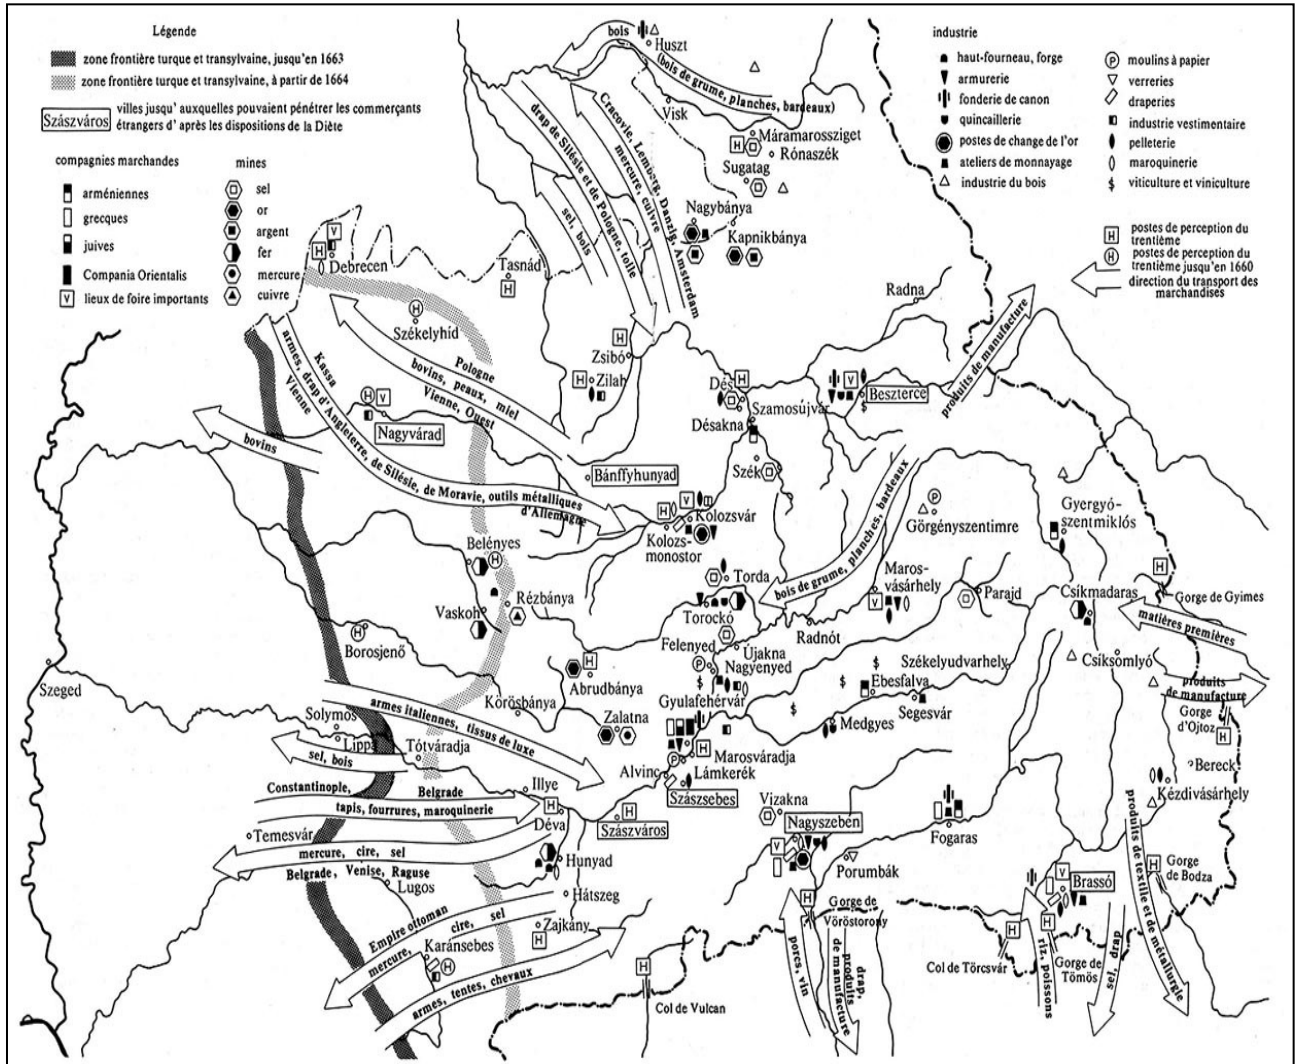 Légende
zone frontière turque et transylvaine, jusqu'en 1663
zone frontière turque et transylvaine, à partir de 1664
Szászváros
villes jusqu' auxquelles pouvaient pénétrer les commerçants
étrangers d' après les dispositions de la Diète
compagnies marchandes
arméniennes
grecques
juives
Compania Orientalis
V lieux de foire importants
mines
sel
or
argent
fer
mercure
cuivre
industrie
haut-fourneau, forge
armurerie
fonderie de canon
quincaillerie
postes de change de l'or
ateliers de monnayage
industrie du bois
P moulins à papier
verreries
draperies
industrie vestimentaire
pelleterie
maroquinerie
$ viticulture et viniculture
H postes de perception du
trentième
H postes de perception du
trentième jusqu'en 1660
direction du transport des
marchandises
bois
Huszt
(bois de grume, planches, bardeaux)
Visk
Máramarossziget
Rónaszék
Sugatag
Nagybánya
Kapnikbánya
drap de Silésie et de Pologne, toile
Cracovie, Lemberg, Danzig, Amsterdam
mercure, cuivre
sel, bois
Debrecen
Tasnád
Székelyhíd
Radna
Zsibó
Zilah
Kassa
armes, drap d'Angleterre, de Silésie, de Moravie, outils métalliques
d'Allemagne
Vienne
Pologne
bovins, peaux, miel
Vienne, Ouest
produits de manufacture
Dés
Désakna
Szamosújvár
Beszterce
Nagyvárad
bovins
Bánffyhunyad
Szék
Kolozsvár
Kolozs-
monostor
bois de grume, planches, bardeaux
Görgényszentimre
Gyergyó-
szentmiklós
Belényes
Vaskoh
Rézbánya
Torda
Torockó
Maros-
vásárhely
Parajd
Csíkmadaras
Gorge de Gyimes
matières premières
Borosjenő
Felenyed
Újakna
Radnót
Nagyenyed
Székelyudvarhely
Csíksomlyó
Szeged
Abrudbánya
Ebesfalva
produits
de manufacture
armes italiennes, tissus de luxe
Körösbánya
Gyulafehérvár
Segesvár
Gorge
d'Ojtoz
Solymos
Lippa
Zalatna
Medgyes
Tótváradja
sel, bois
Marosváradja
Bereck
Alvinc
Lámkerék
Constantinople, Belgrade
tapis, fourrures, maroquinerie
Illye
Szászsebes
Vizakna
Kézdivásárhely
Temesvár
Déva
Szászváros
Nagyszeben
Fogaras
produits de textile et de métallurgie
mercure, cire, sel
Belgrade, Venise, Raguse
Hunyad
Porumbák
Gorge
de Bodza
Lugos
Hátszeg
Brassó
Empire ottoman
mercure, cire, sel
Zajkány
Gorge de
Vöröstorony
Karánsebes
porcs, vin
drap,
produits
de manufacture
Col de Törcsvár
riz, poissons
Gorge de
Tömös
sel, drap
armes, tentes, chevaux
Col de Vulcan